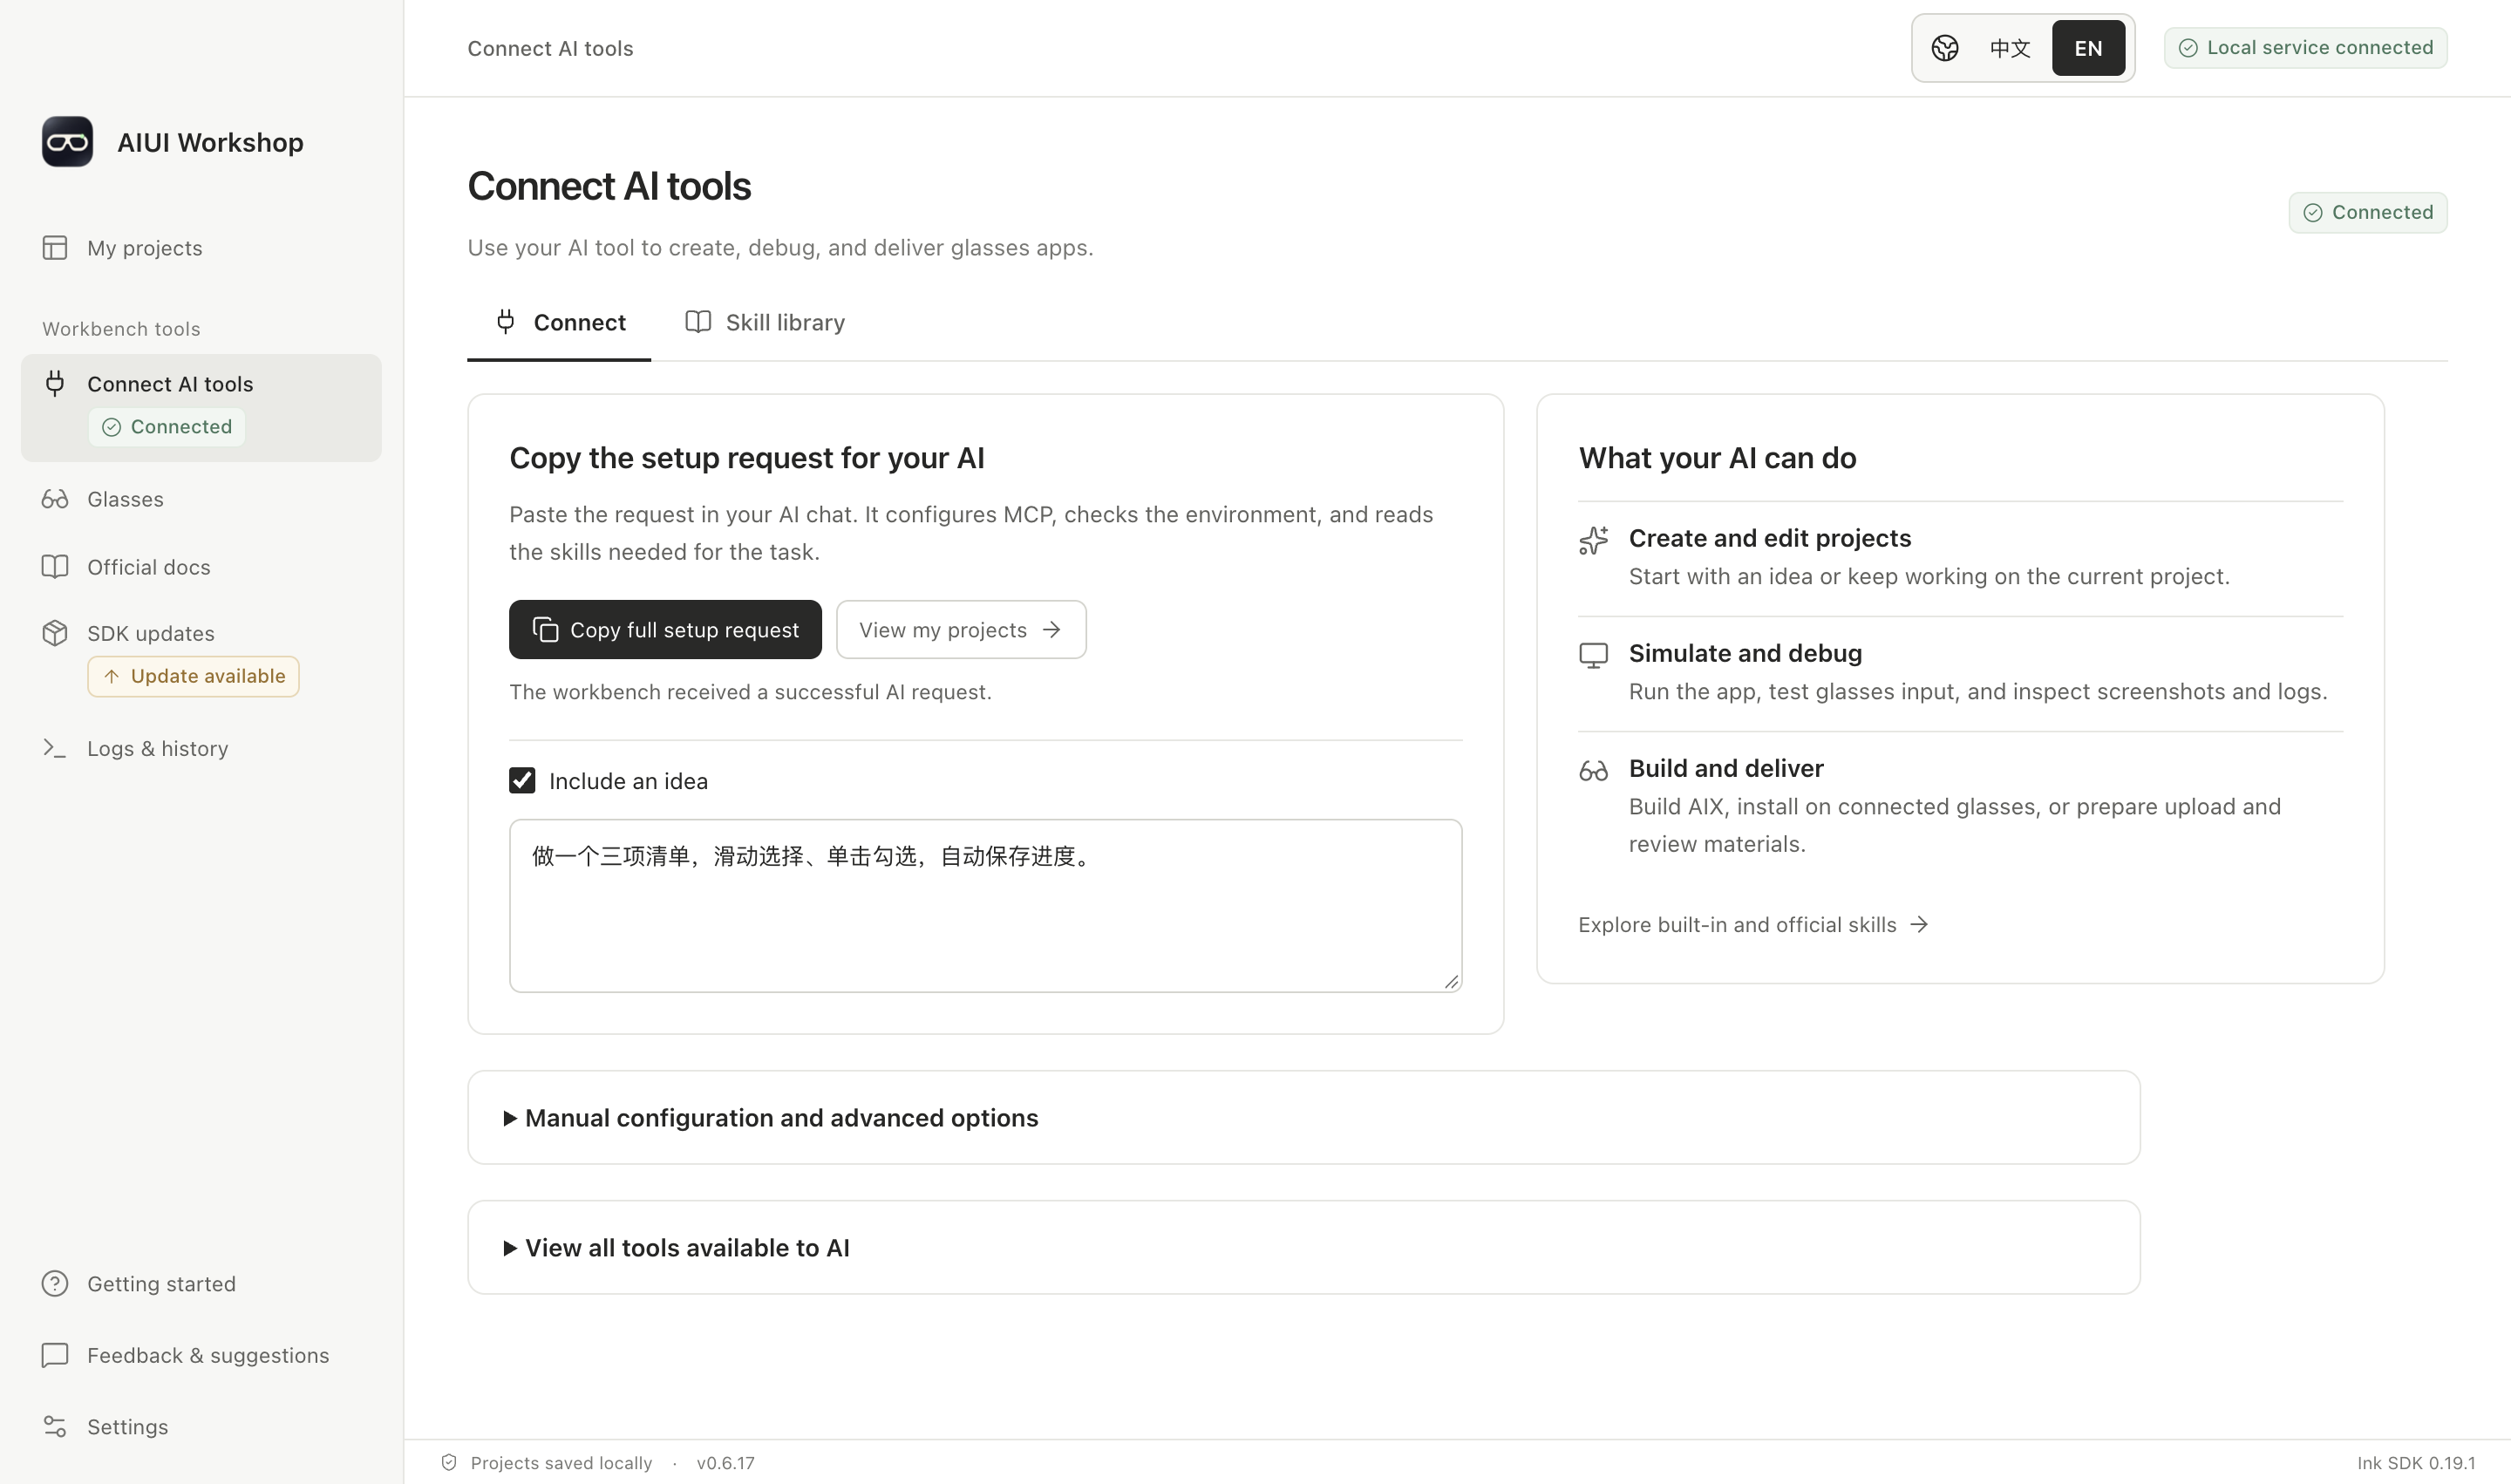 Connect AI tools
中文
EN
Local service connected
AIUI Workshop
My projects
Workbench tools
Connect AI tools
Connected
Glasses
Official docs
SDK updates
Update available
Logs & history
Getting started
Feedback & suggestions
Settings
Connect AI tools
Connected
Use your AI tool to create, debug, and deliver glasses apps.
Connect
Skill library
Copy the setup request for your AI
Paste the request in your AI chat. It configures MCP, checks the environment, and reads
the skills needed for the task.
Copy full setup request
View my projects →
The workbench received a successful AI request.
Include an idea
做一个三项清单，滑动选择、单击勾选，自动保存进度。
What your AI can do
Create and edit projects
Start with an idea or keep working on the current project.
Simulate and debug
Run the app, test glasses input, and inspect screenshots and logs.
Build and deliver
Build AIX, install on connected glasses, or prepare upload and
review materials.
Explore built-in and official skills →
Manual configuration and advanced options
View all tools available to AI
Projects saved locally · v0.6.17
Ink SDK 0.19.1